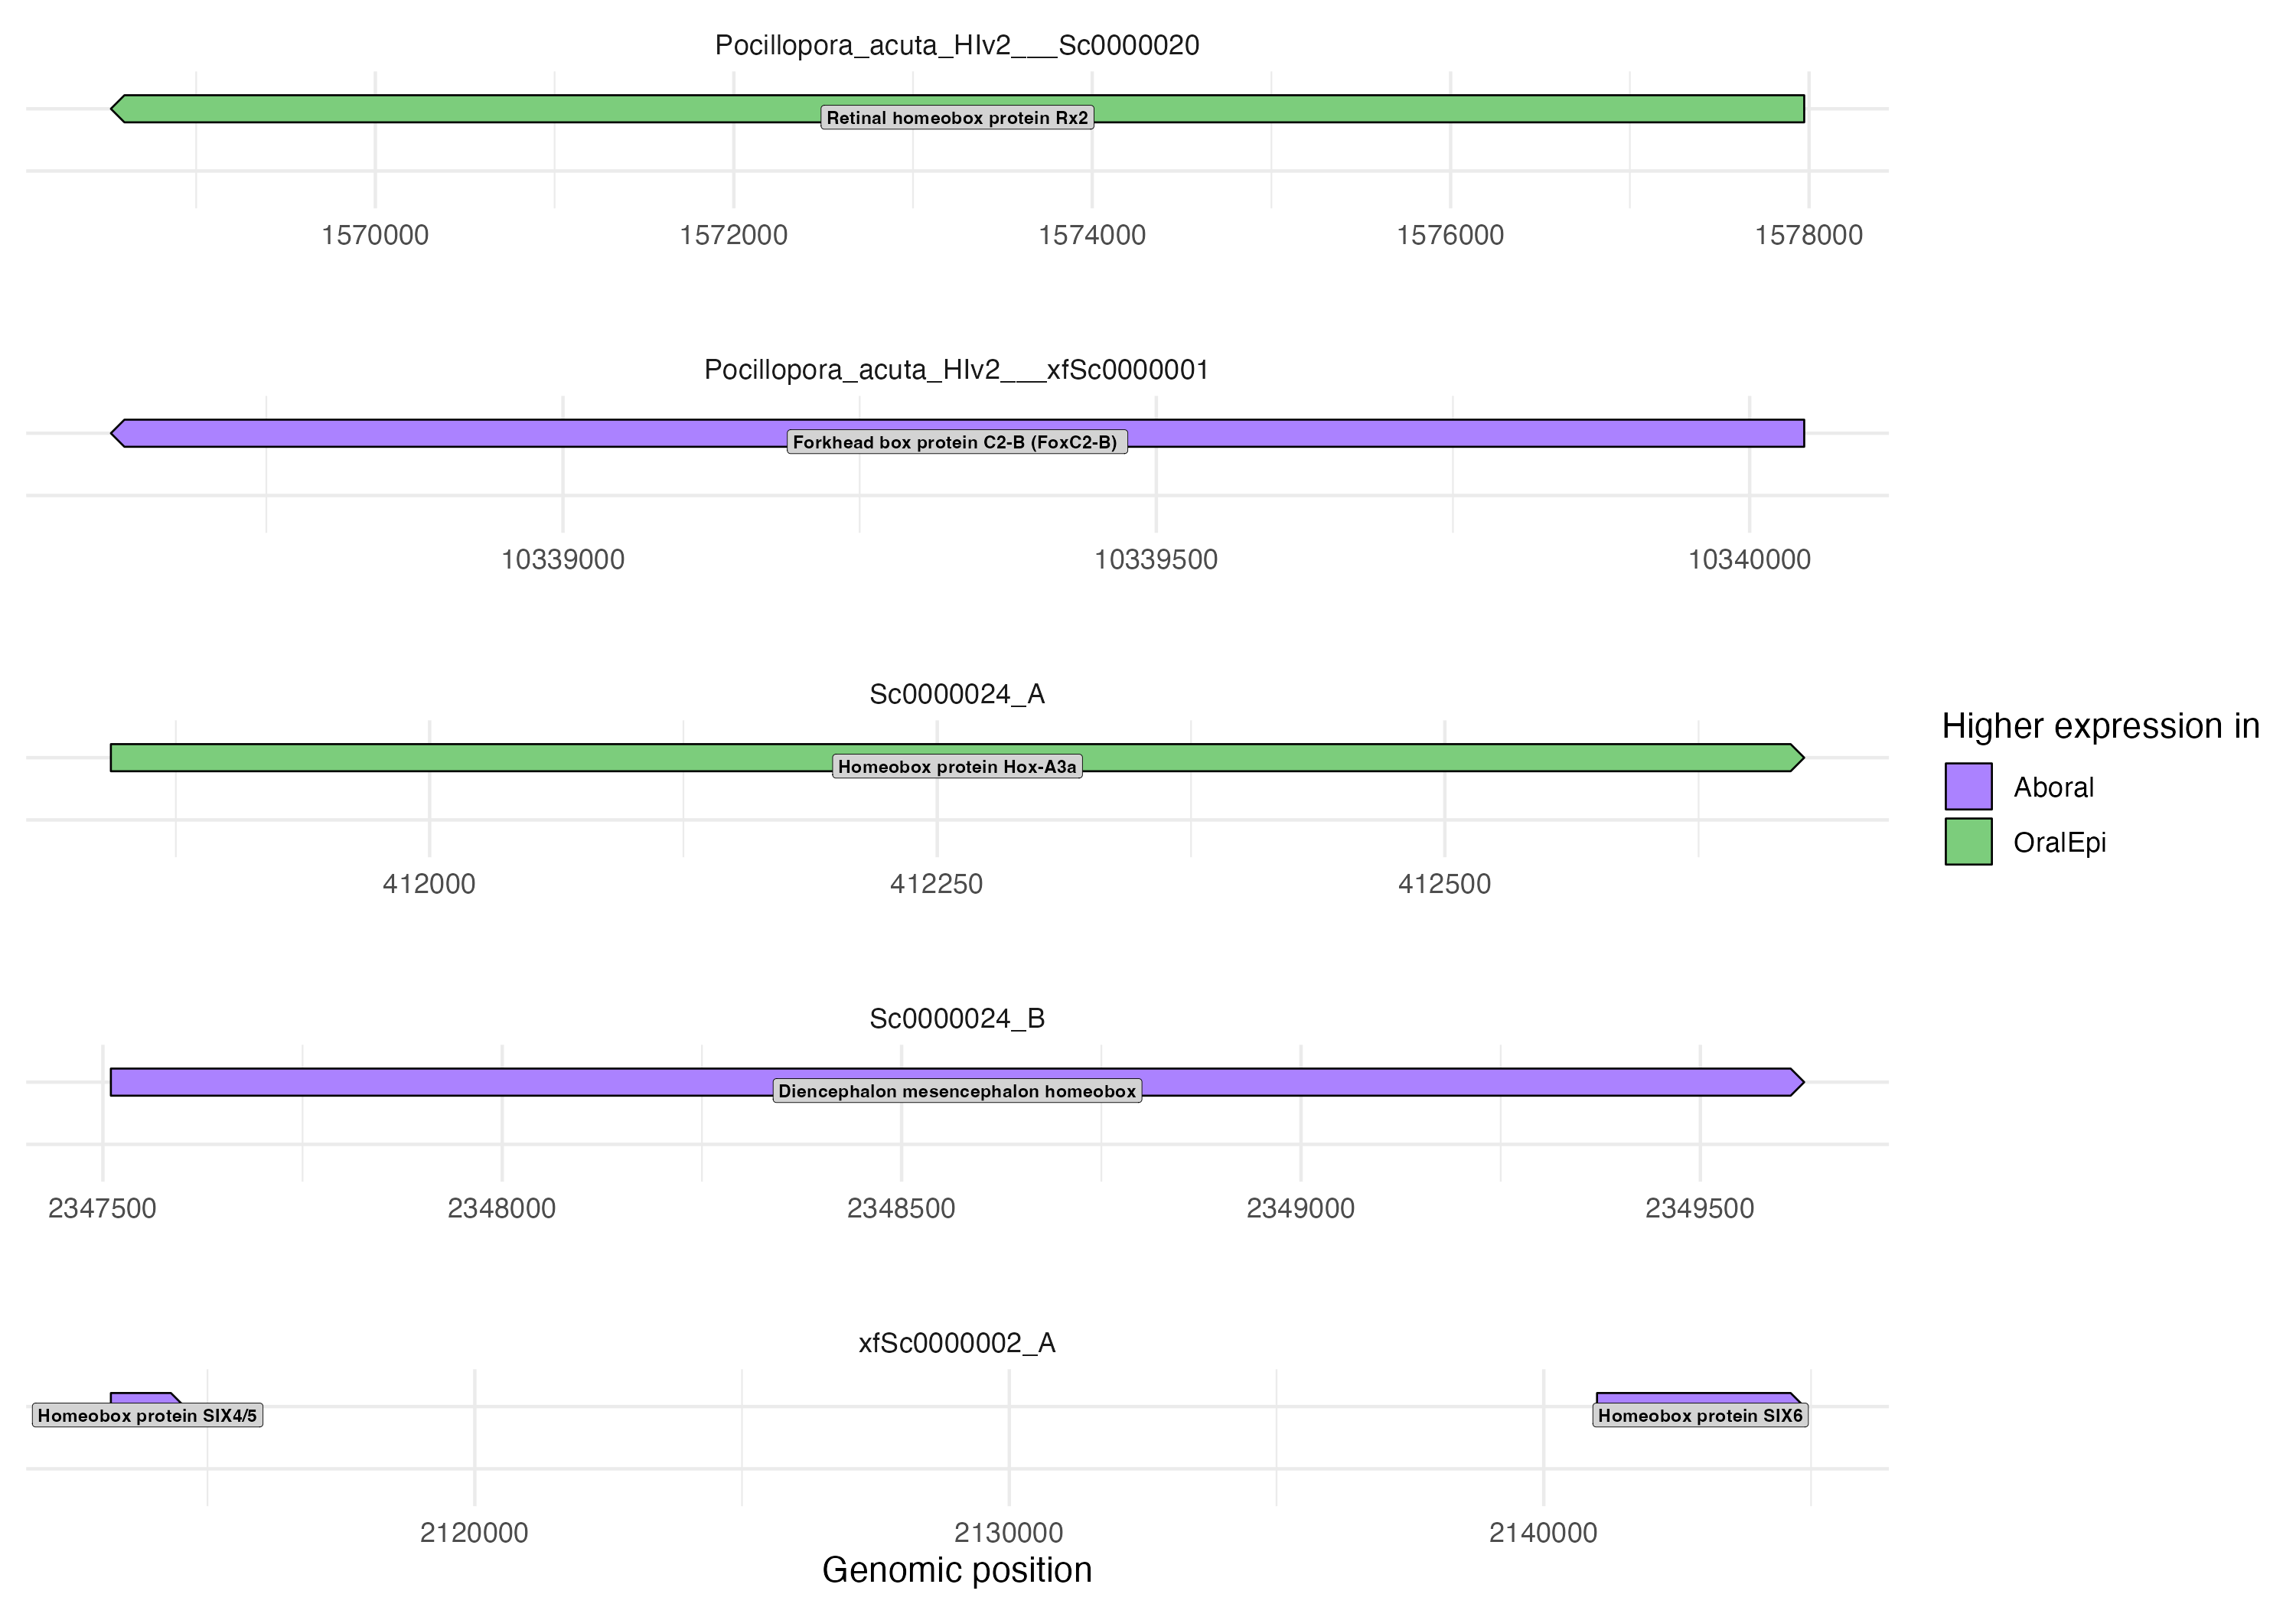 Pocillopora_acuta_HIv2___Sc0000020
Retinal homeobox protein Rx2
1570000 1572000 1574000 1576000 1578000
Pocillopora_acuta_HIv2___xfSc0000001
Forkhead box protein C2-B (FoxC2-B)
10339000 10339500 10340000
Sc0000024_A
Homeobox protein Hox-A3a
412000 412250 412500
Higher expression in
Aboral
OralEpi
Sc0000024_B
Diencephalon mesencephalon homeobox
2347500 2348000 2348500 2349000 2349500
xfSc0000002_A
Homeobox protein SIX4/5 Homeobox protein SIX6
2120000 2130000 2140000
Genomic position